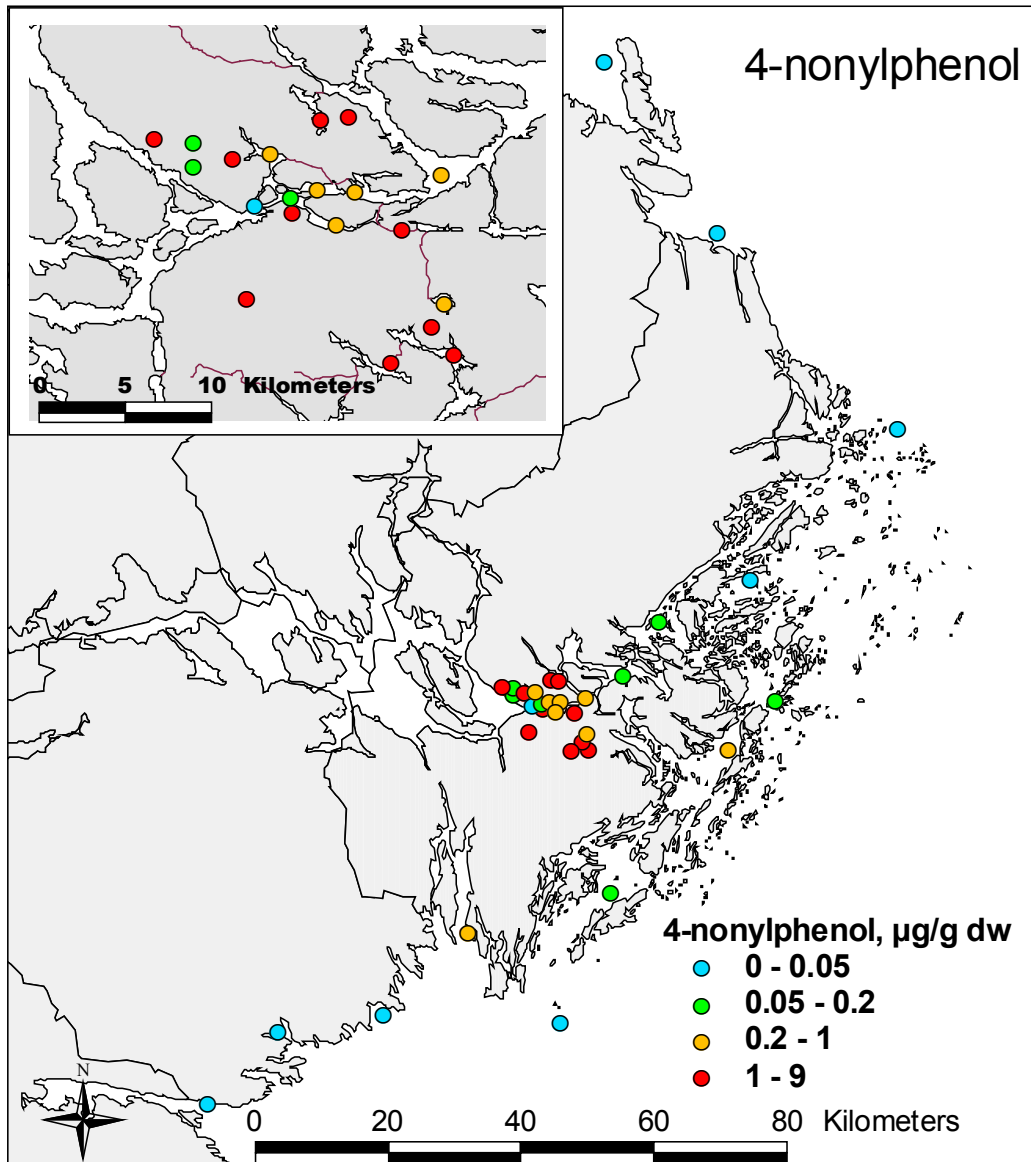 4-nonylphenol
0 5 10 Kilometers
4-nonylphenol, µg/g dw
0 - 0.05
0.05 - 0.2
0.2 - 1
1 - 9
N
0 20 40 60 80 Kilometers